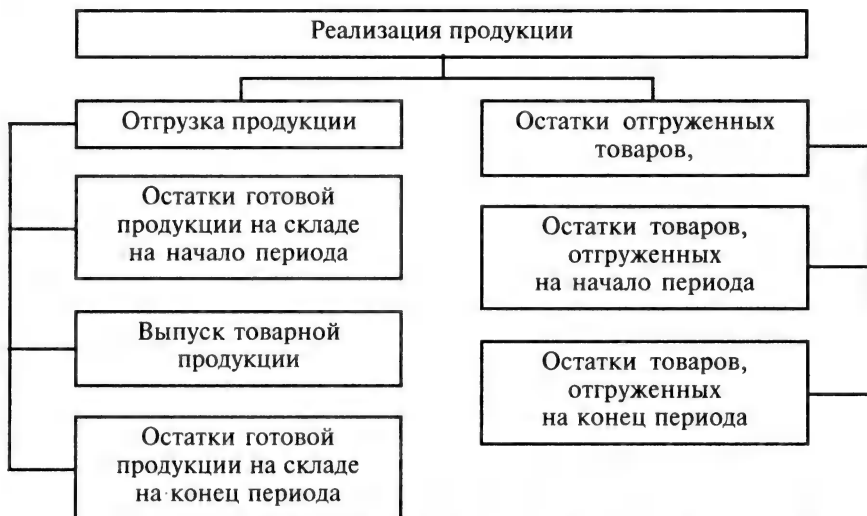 Реализация продукции
Отгрузка продукции
Остатки готовой
продукции на складе
на начало периода
Выпуск товарной
продукции
Остатки готовой
продукции на складе
на конец периода
Остатки отгруженных
товаров,
Остатки товаров,
отгруженных
на начало периода
Остатки товаров,
отгруженных
на конец периода